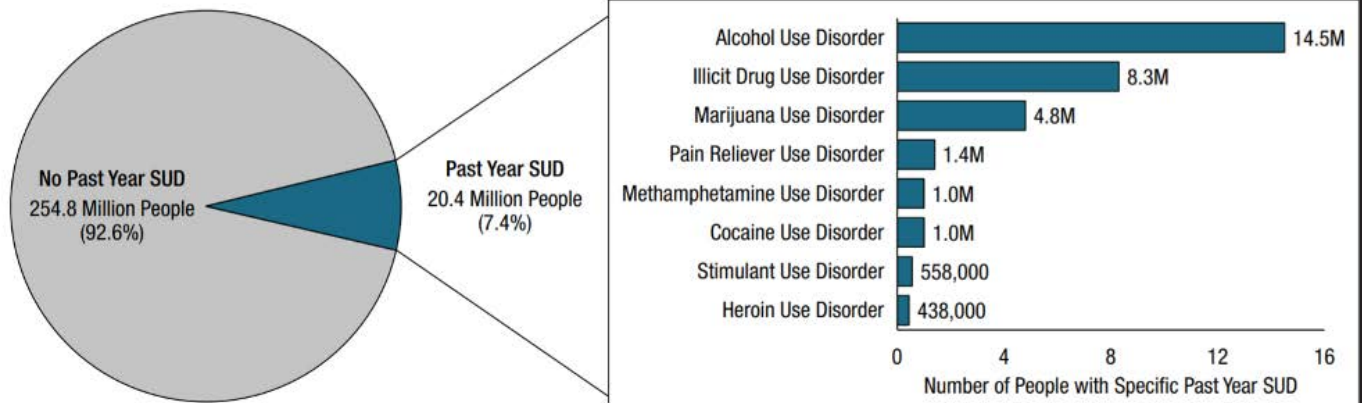 No Past Year SUD
254.8 Million People
(92.6%)
Past Year SUD
20.4 Million People
(7.4%)
Alcohol Use Disorder 14.5M
Illicit Drug Use Disorder 8.3M
Marijuana Use Disorder 4.8M
Pain Reliever Use Disorder 1.4M
Methamphetamine Use Disorder 1.0M
Cocaine Use Disorder 1.0M
Stimulant Use Disorder 558,000
Heroin Use Disorder 438,000
0 4 8 12 16
Number of People with Specific Past Year SUD